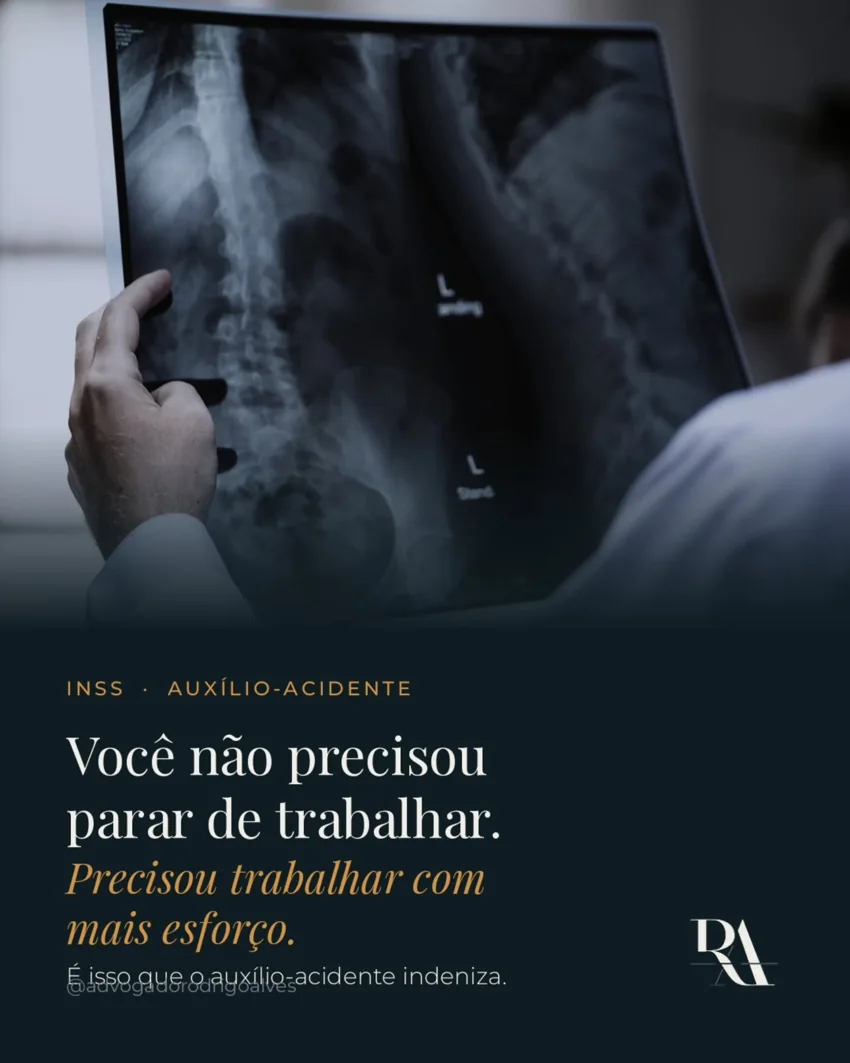 L
L
INSS · AUXÍLIO-ACIDENTE
Você não precisou
parar de trabalhar.
Precisou trabalhar com
mais esforço.
É isso que o auxílio-acidente indeniza.
@advogadorodrigoalves
RA